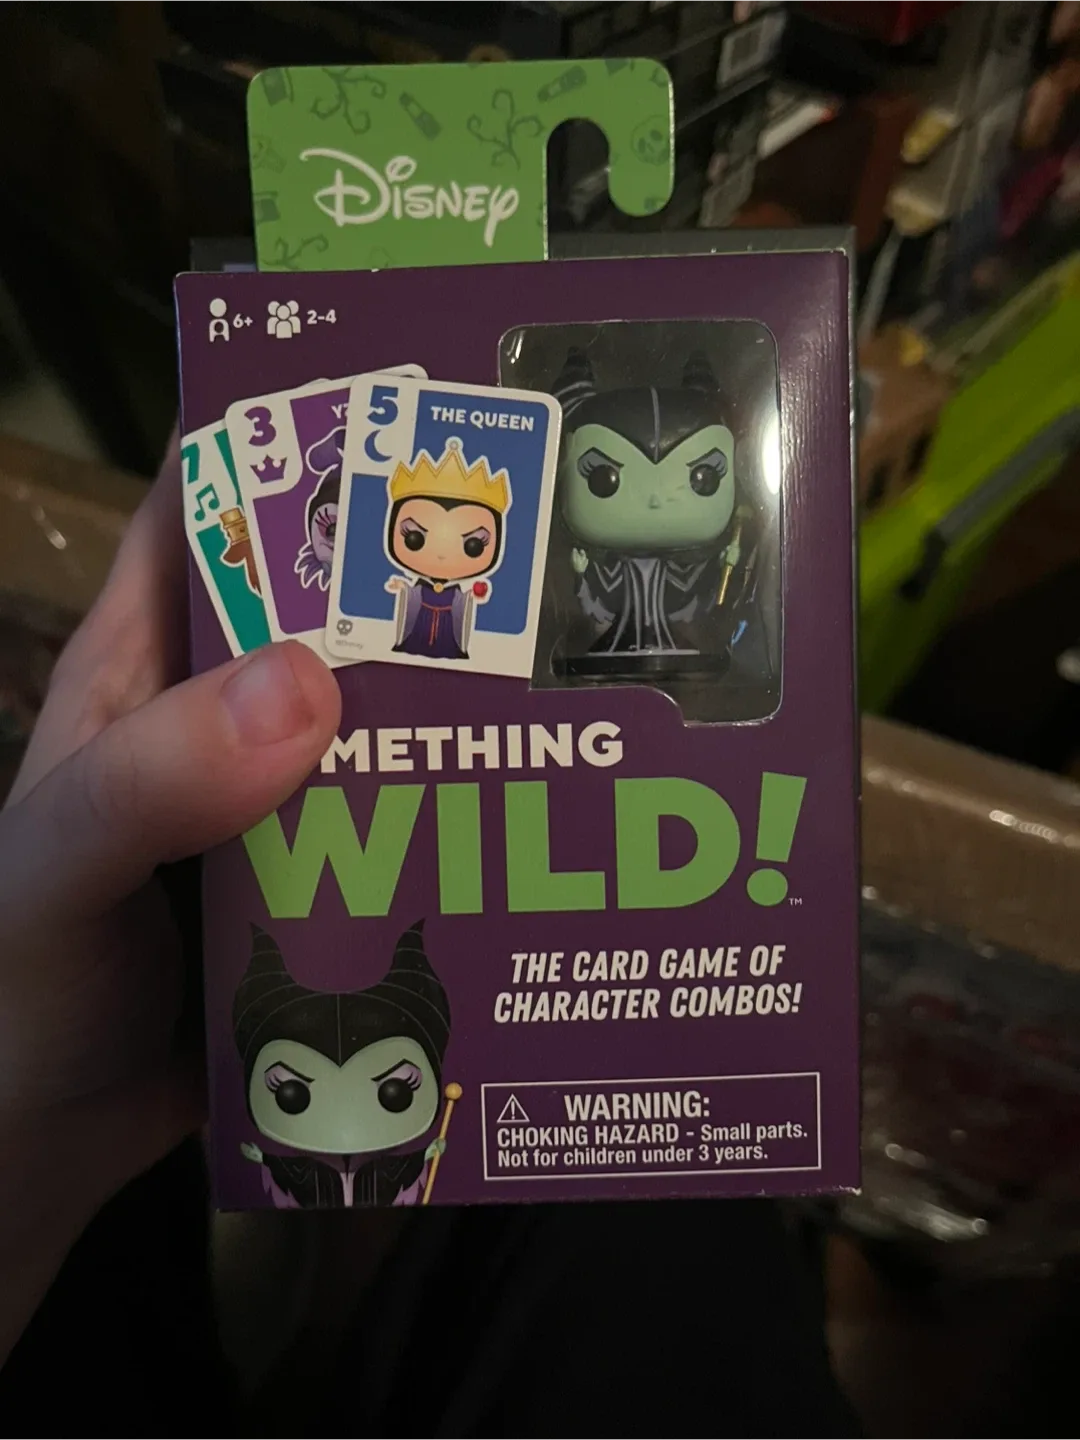 Disney
6+ 2-4
7
3 Y
5 THE QUEEN
METHING
WILD!™
THE CARD GAME OF
CHARACTER COMBOS!
WARNING:
CHOKING HAZARD - Small parts.
Not for children under 3 years.